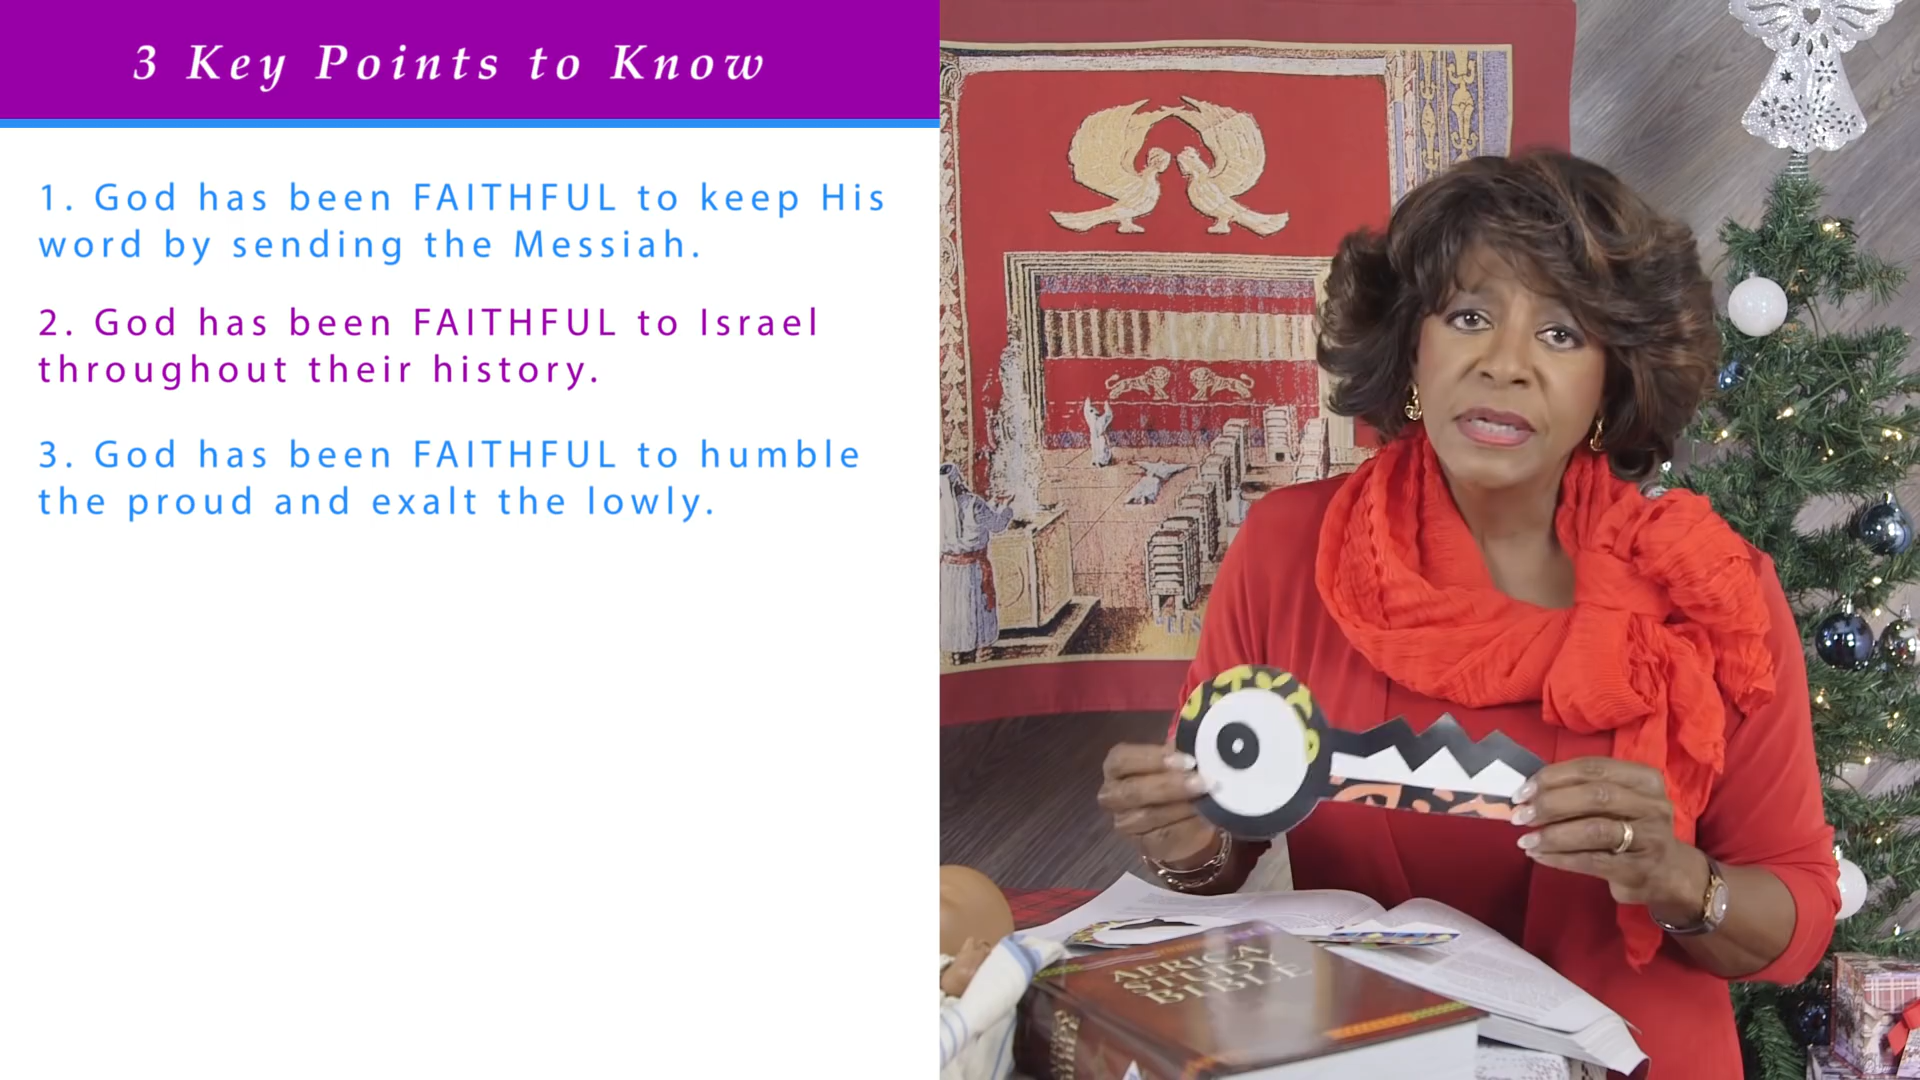 3 Key Points to Know
1. God has been FAITHFUL to keep His
word by sending the Messiah.
2. God has been FAITHFUL to Israel
throughout their history.
3. God has been FAITHFUL to humble
the proud and exalt the lowly.
AFRICA
STUDY
BIBLE